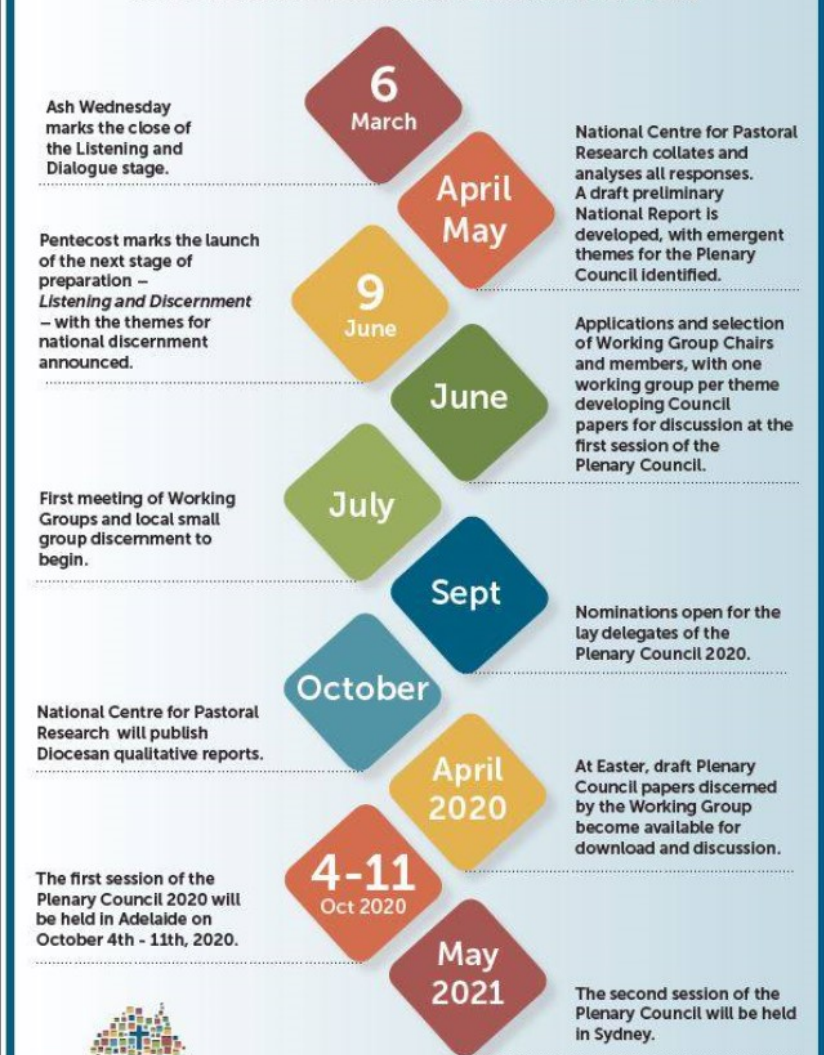 6
March
Ash Wednesday
marks the close of
the Listening and
Dialogue stage.
April
May
National Centre for Pastoral
Research collates and
analyses all responses.
A draft preliminary
National Report is
developed, with emergent
themes for the Plenary
Council identified.
9
June
Pentecost marks the launch
of the next stage of
preparation –
Listening and Discernment
– with the themes for
national discernment
announced.
June
Applications and selection
of Working Group Chairs
and members, with one
working group per theme
developing Council
papers for discussion at the
first session of the
Plenary Council.
July
First meeting of Working
Groups and local small
group discernment to
begin.
Sept
Nominations open for the
lay delegates of the
Plenary Council 2020.
October
National Centre for Pastoral
Research will publish
Diocesan qualitative reports.
April
2020
At Easter, draft Plenary
Council papers discerned
by the Working Group
become available for
download and discussion.
4-11
Oct 2020
The first session of the
Plenary Council 2020 will
be held in Adelaide on
October 4th - 11th, 2020.
May
2021
The second session of the
Plenary Council will be held
in Sydney.